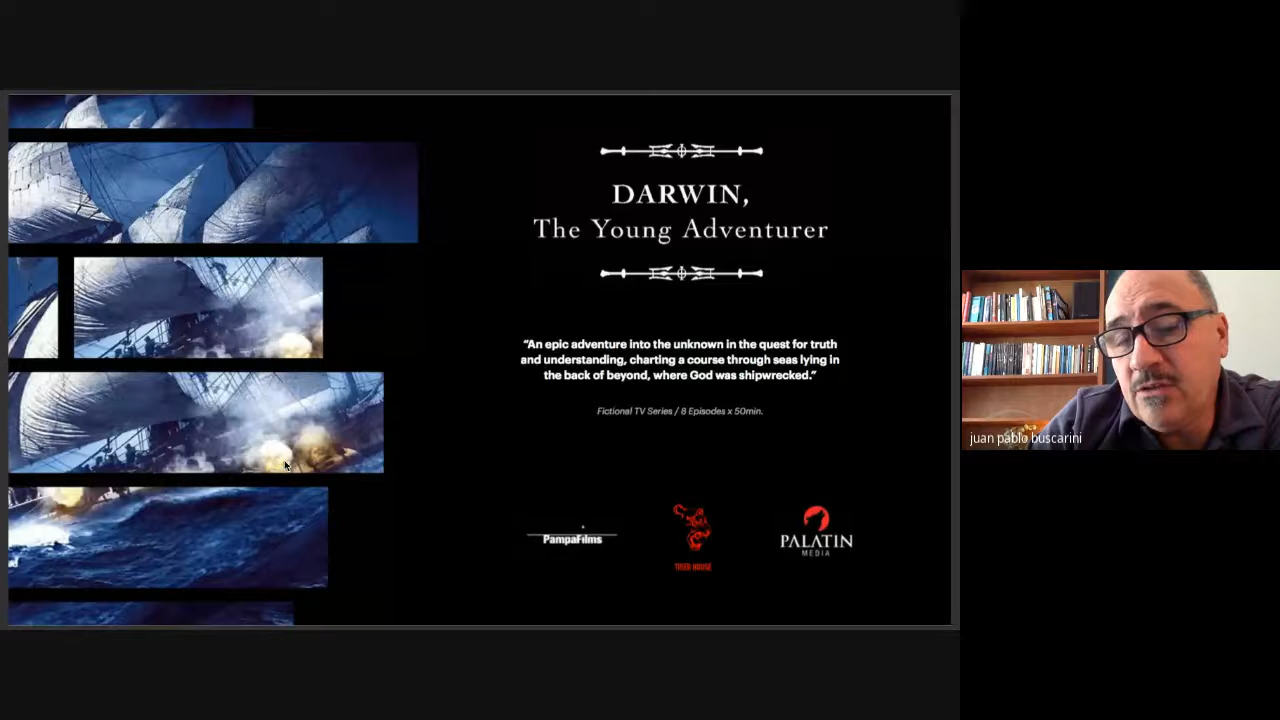 DARWIN,
The Young Adventurer
“An epic adventure into the unknown in the quest for truth
and understanding, charting a course through seas lying in
the back of beyond, where God was shipwrecked.”
Fictional TV Series / 8 Episodes x 50min.
PampaFilms
TIGER HOUSE
PALATIN
MEDIA
juan pablo buscarini